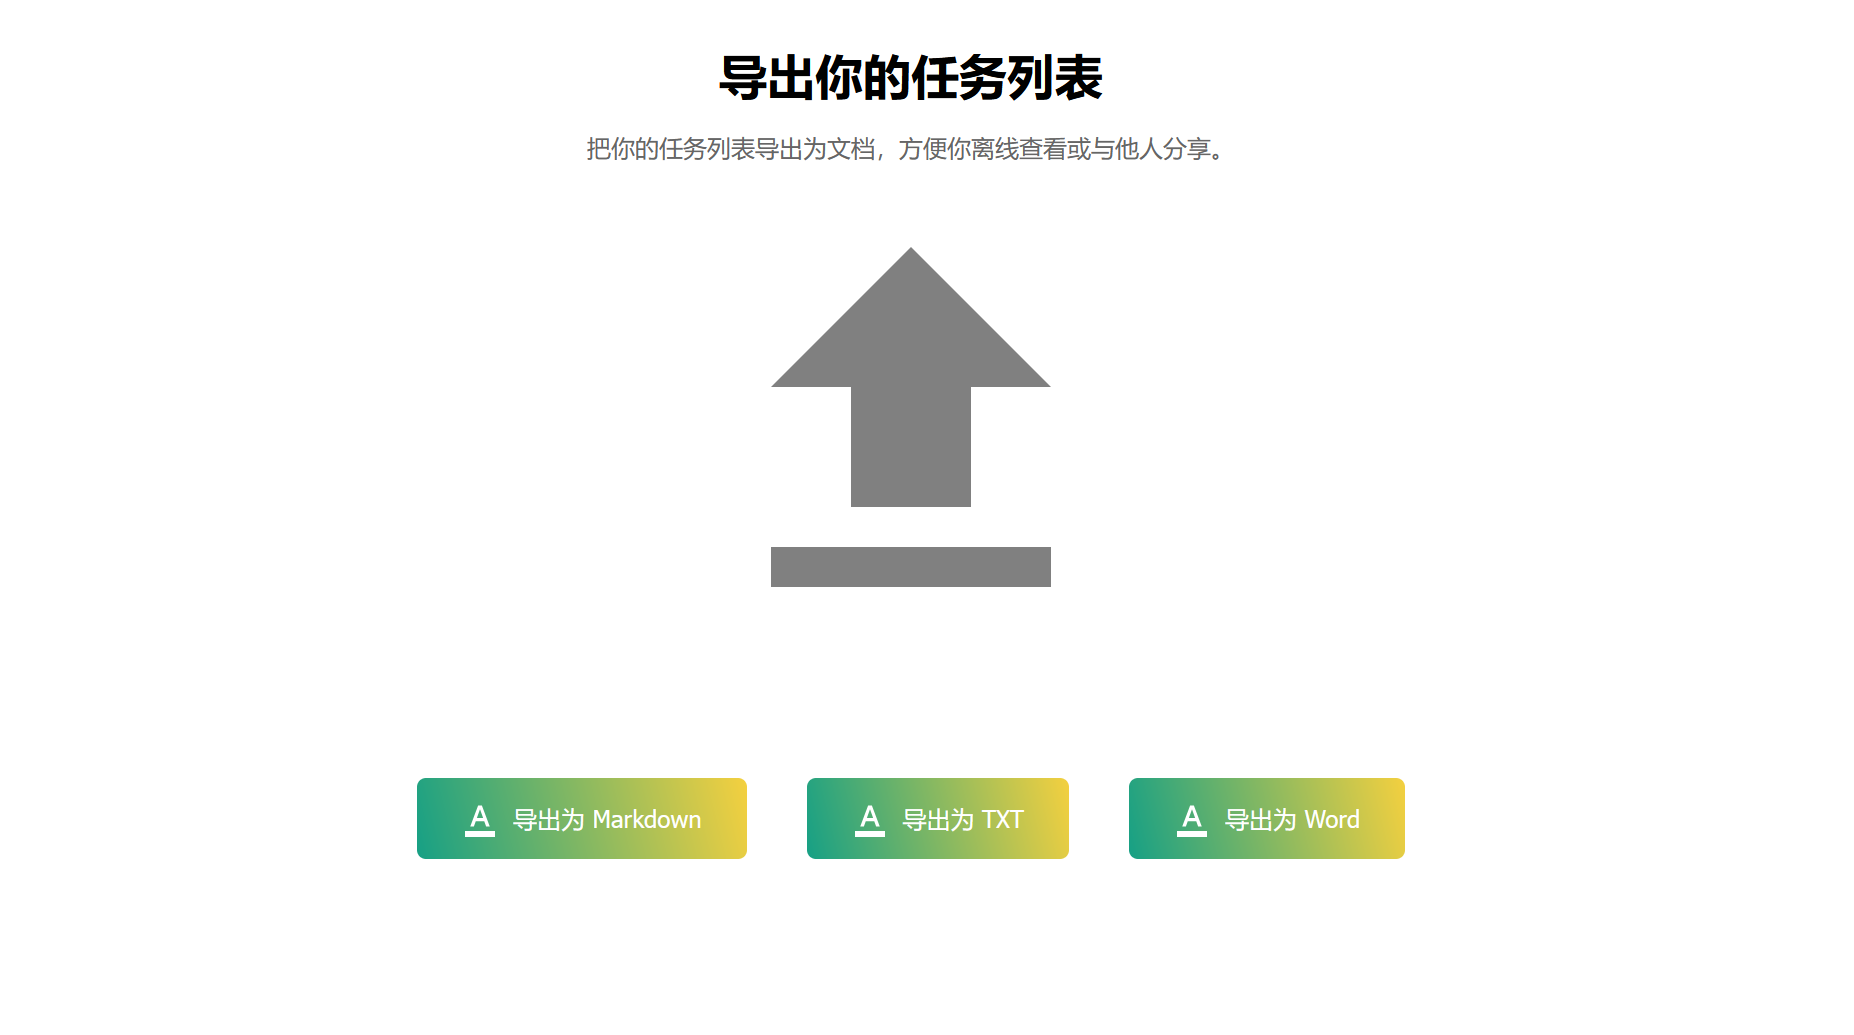 导出你的任务列表
把你的任务列表导出为文档，方便你离线查看或与他人分享。
A 导出为 Markdown
A 导出为 TXT
A 导出为 Word